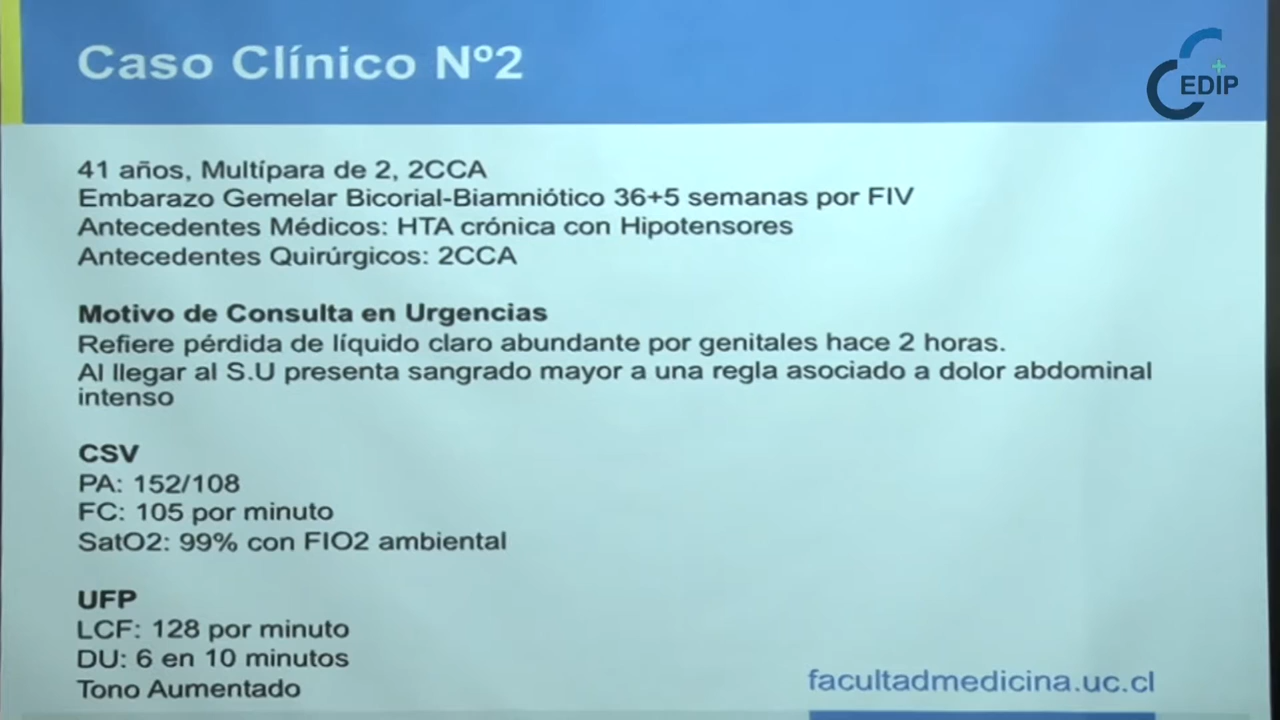 Caso Clínico Nº2
EDIP
41 años, Multípara de 2, 2CCA
Embarazo Gemelar Bicorial-Biamniótico 36+5 semanas por FIV
Antecedentes Médicos: HTA crónica con Hipotensores
Antecedentes Quirúrgicos: 2CCA
Motivo de Consulta en Urgencias
Refiere pérdida de líquido claro abundante por genitales hace 2 horas.
Al llegar al S.U presenta sangrado mayor a una regla asociado a dolor abdominal
intenso
CSV
PA: 152/108
FC: 105 por minuto
SatO2: 99% con FIO2 ambiental
UFP
LCF: 128 por minuto
DU: 6 en 10 minutos
Tono Aumentado
facultadmedicina.uc.cl